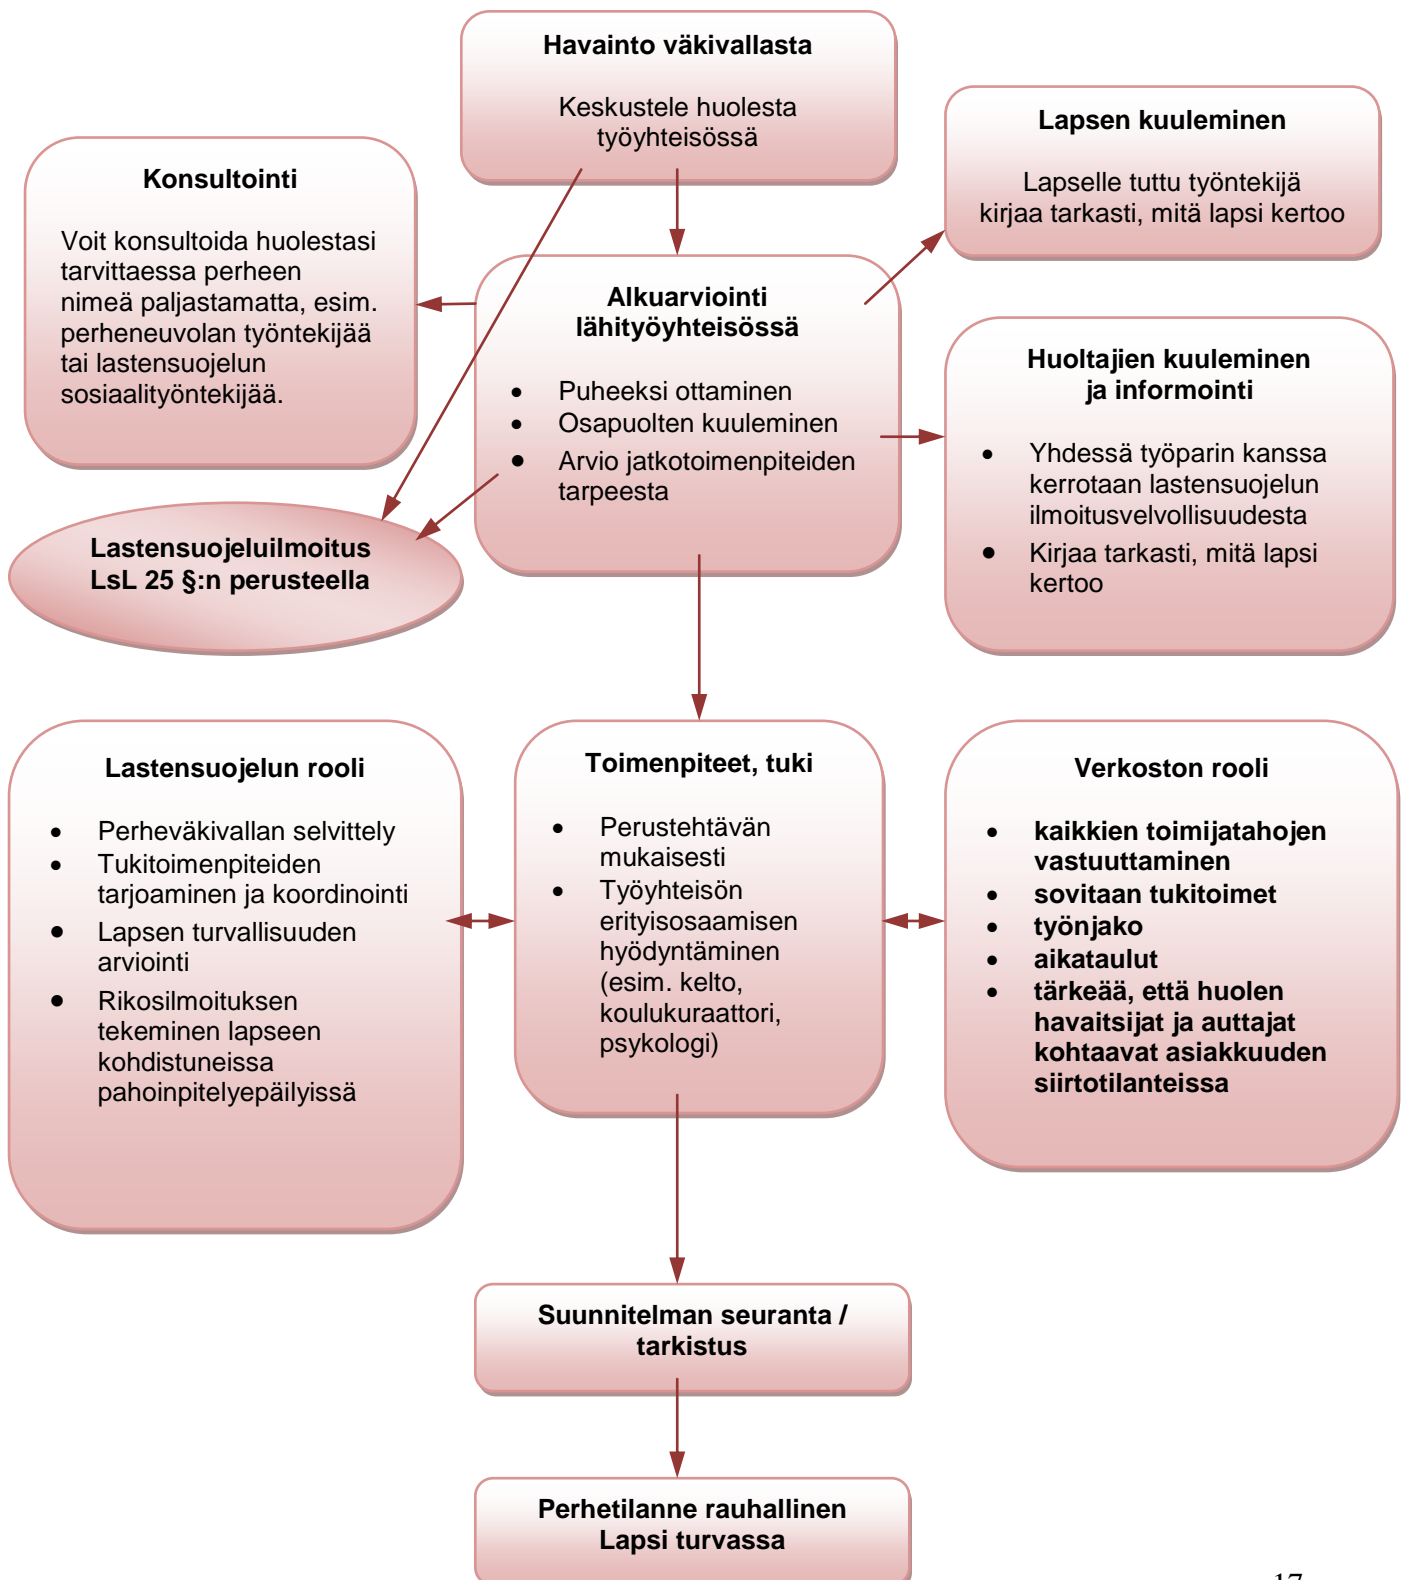 Havainto väkivallasta
Keskustele huolesta
työyhteisössä
Lapsen kuuleminen
Lapselle tuttu työntekijä
kirjaa tarkasti, mitä lapsi kertoo
Konsultointi
Voit konsultoida huolestasi
tarvittaessa perheen
nimeä paljastamatta, esim.
perheneuvolan työntekijää
tai lastensuojelun
sosiaalityöntekijää.
Alkuarviointi
lähityöyhteisössä
• Puheeksi ottaminen
• Osapuolten kuuleminen
• Arvio jatkotoimenpiteiden
tarpeesta
Huoltajien kuuleminen
ja informointi
• Yhdessä työparin kanssa
kerrotaan lastensuojelun
ilmoitusvelvollisuudesta
• Kirjaa tarkasti, mitä lapsi
kertoo
Lastensuojeluilmoitus
LsL 25 §:n perusteella
Lastensuojelun rooli
• Perheväkivallan selvittely
• Tukitoimenpiteiden
tarjoaminen ja koordinointi
• Lapsen turvallisuuden
arviointi
• Rikosilmoituksen
tekeminen lapseen
kohdistuneissa
pahoinpitelyepäilyissä
Toimenpiteet, tuki
• Perustehtävän
mukaisesti
• Työyhteisön
erityisosaamisen
hyödyntäminen
(esim. kelto,
koulukuraattori,
psykologi)
Verkoston rooli
• kaikkien toimijatahojen
vastuuttaminen
• sovitaan tukitoimet
• työnjako
• aikataulut
• tärkeää, että huolen
havaitsijat ja auttajat
kohtaavat asiakkuuden
siirtotilanteissa
Suunnitelman seuranta /
tarkistus
Perhetilanne rauhallinen
Lapsi turvassa
17